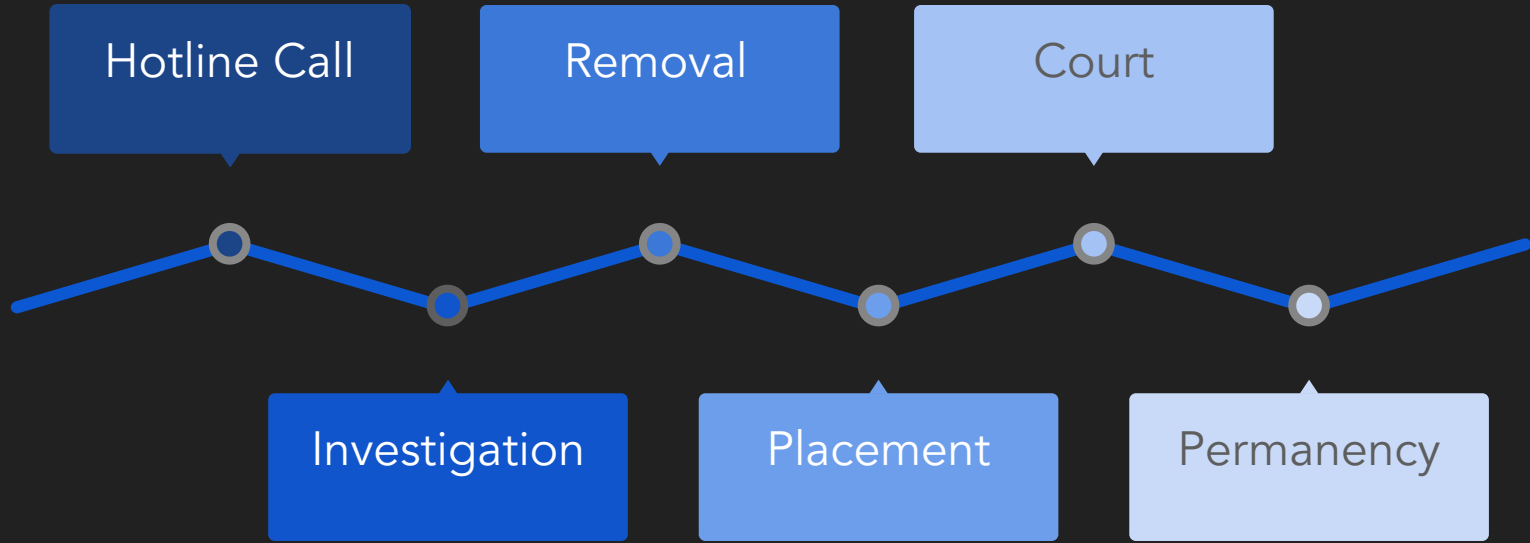 Hotline Call
Investigation
Removal
Placement
Court
Permanency